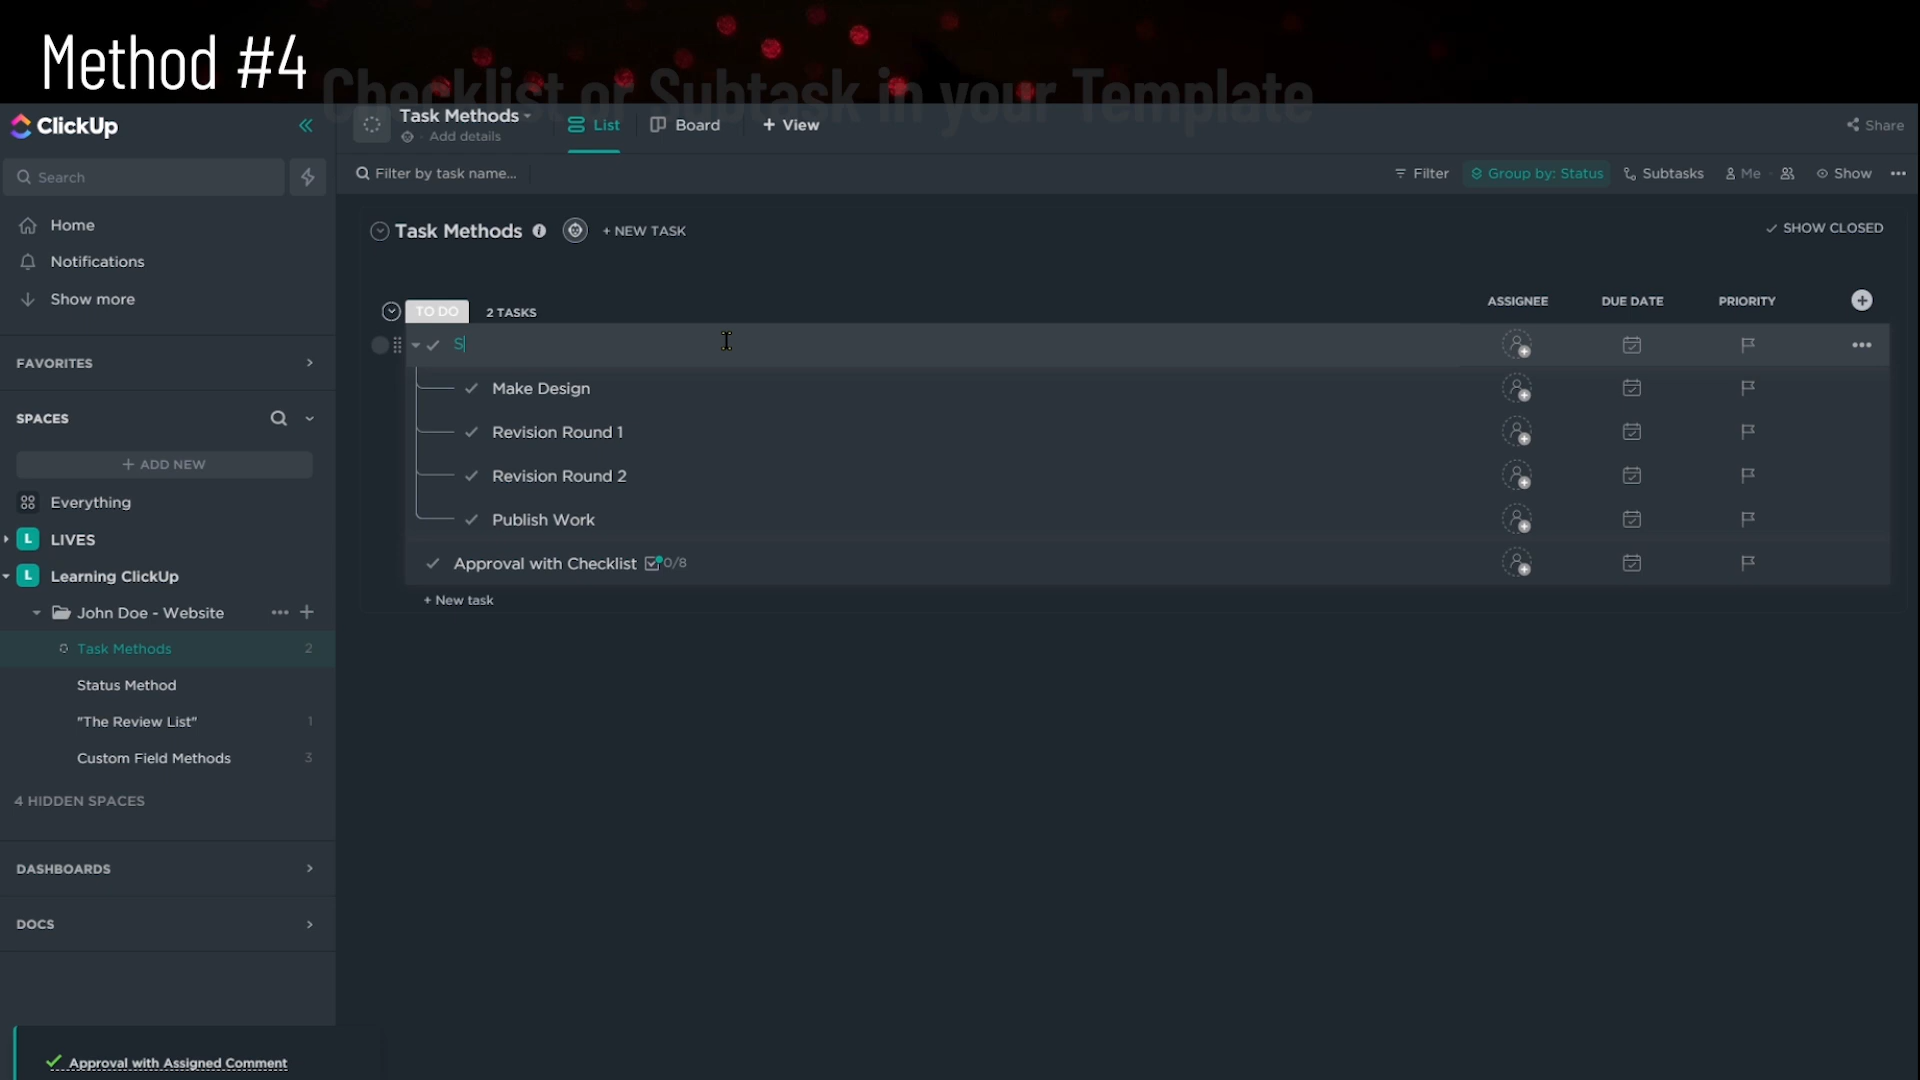 Method #4
Checklist or Subtask in your Template
ClickUp
Task Methods
Add details
List
Board
+ View
Share
Search
Filter by task name...
Filter
Group by: Status
Subtasks
Me
Show
Home
Notifications
Show more
Task Methods
+ NEW TASK
SHOW CLOSED
TO DO
2 TASKS
ASSIGNEE
DUE DATE
PRIORITY
S
Make Design
Revision Round 1
Revision Round 2
Publish Work
Approval with Checklist
0/8
+ New task
FAVORITES
SPACES
+ ADD NEW
Everything
L LIVES
L Learning ClickUp
John Doe - Website
Task Methods 2
Status Method
"The Review List" 1
Custom Field Methods 3
4 HIDDEN SPACES
DASHBOARDS
DOCS
Approval with Assigned Comment